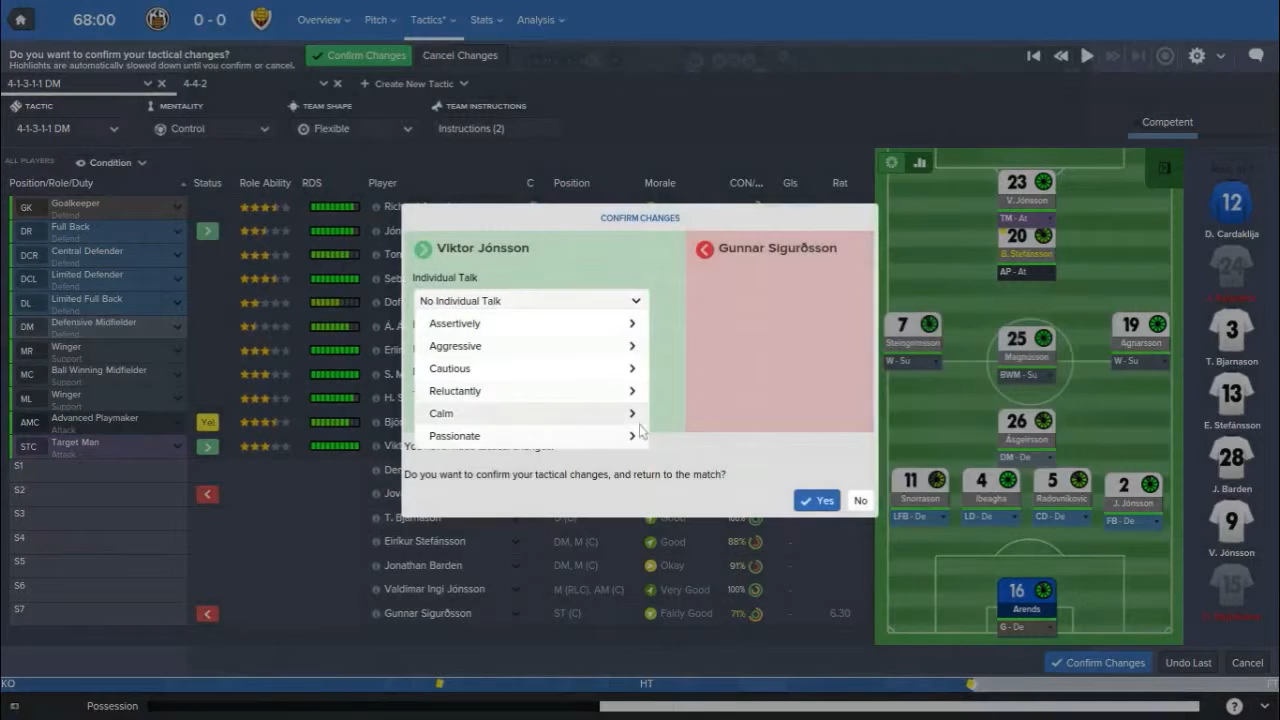 68:00 0 - 0 Overview Pitch Tactics* Stats Analysis
Do you want to confirm your tactical changes? Confirm Changes Cancel Changes
Highlights are automatically slowed down until you confirm or cancel.
4-1-3-1-1 DM 4-4-2 + Create New Tactic
TACTIC MENTALITY TEAM SHAPE TEAM INSTRUCTIONS
4-1-3-1-1 DM Control Flexible Instructions (2) Competent
ALL PLAYERS Condition
Position/Role/Duty Status Role Ability RDS Player C Position Morale CON/... Gls Rat
GK Goalkeeper
Defend
DR Full Back
Defend
DCR Central Defender
Defend
DCL Limited Defender
Defend
DL Limited Full Back
Defend
DM Defensive Midfielder
Defend
MR Winger
Support
MC Ball Winning Midfielder
Support
ML Winger
Support
AMC Advanced Playmaker
Attack
Yel
STC Target Man
Attack
S1
S2
S3
S4
S5
S6
S7
CONFIRM CHANGES
Viktor Jónsson Gunnar Sigurðsson
Individual Talk
No Individual Talk
Assertively
Aggressive
Cautious
Reluctantly
Calm
Passionate
Do you want to confirm your tactical changes, and return to the match?
Yes No
T. Bjarnason Good 100%
Eiríkur Stefánsson DM, M (C) Good 88% -
Jonathan Barden Okay 91% -
Valdimar Ingi Jónsson M (RLC), AM (C) Very Good 100% -
Gunnar Sigurðsson ST (C) Fairly Good 71% - 6.30
23
V. Jónsson
TM - At
20
B. Stefánsson
AP - At
7 25 19
Steingrimsson Magnusson Agnarsson
W - Su BWM - Su W - Su
26
Asgeirsson
DM - De
11 4 5 2
Snorrason Ibeagha Radovnikovic J. Jónsson
LFB - De LD - De CD - De FB - De
16
Arends
G - De
12
D. Cardaklija
24
3
T. Bjarnason
13
E. Stefánsson
28
J. Barden
9
V. Jónsson
15
Confirm Changes Undo Last Cancel
KO HT FT
Possession